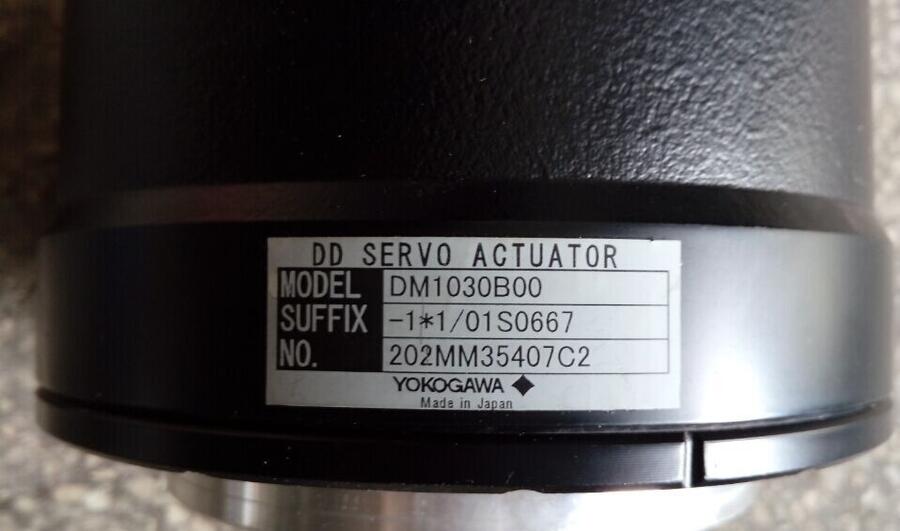 DD SERVO ACTUATOR
MODEL DM1030B00
SUFFIX -1*1/01S0667
NO. 202MM35407C2
YOKOGAWA
Made in Japan